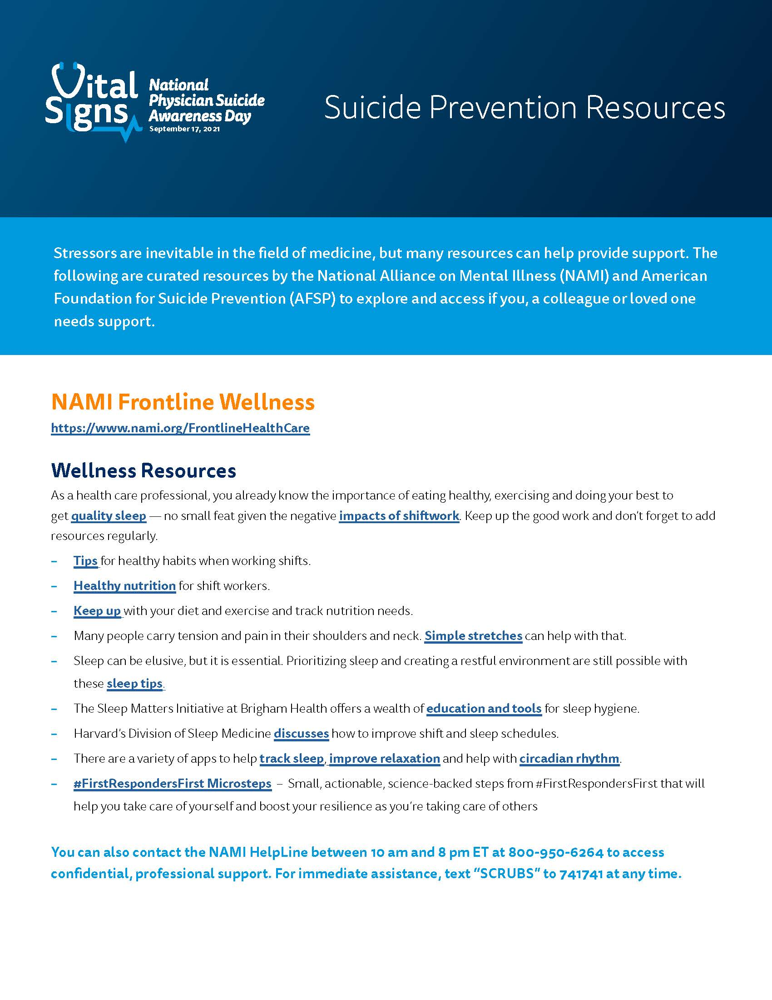 Vital Signs
National
Physician Suicide
Awareness Day
September 17, 2021
Suicide Prevention Resources
Stressors are inevitable in the field of medicine, but many resources can help provide support. The
following are curated resources by the National Alliance on Mental Illness (NAMI) and American
Foundation for Suicide Prevention (AFSP) to explore and access if you, a colleague or loved one
needs support.
NAMI Frontline Wellness
https://www.nami.org/FrontlineHealthCare
Wellness Resources
As a health care professional, you already know the importance of eating healthy, exercising and doing your best to
get quality sleep — no small feat given the negative impacts of shiftwork. Keep up the good work and don't forget to add
resources regularly.
– Tips for healthy habits when working shifts.
– Healthy nutrition for shift workers.
– Keep up with your diet and exercise and track nutrition needs.
– Many people carry tension and pain in their shoulders and neck. Simple stretches can help with that.
– Sleep can be elusive, but it is essential. Prioritizing sleep and creating a restful environment are still possible with
these sleep tips.
– The Sleep Matters Initiative at Brigham Health offers a wealth of education and tools for sleep hygiene.
– Harvard's Division of Sleep Medicine discusses how to improve shift and sleep schedules.
– There are a variety of apps to help track sleep, improve relaxation and help with circadian rhythm.
– #FirstRespondersFirst Microsteps – Small, actionable, science-backed steps from #FirstRespondersFirst that will
help you take care of yourself and boost your resilience as you're taking care of others
You can also contact the NAMI HelpLine between 10 am and 8 pm ET at 800-950-6264 to access
confidential, professional support. For immediate assistance, text "SCRUBS" to 741741 at any time.